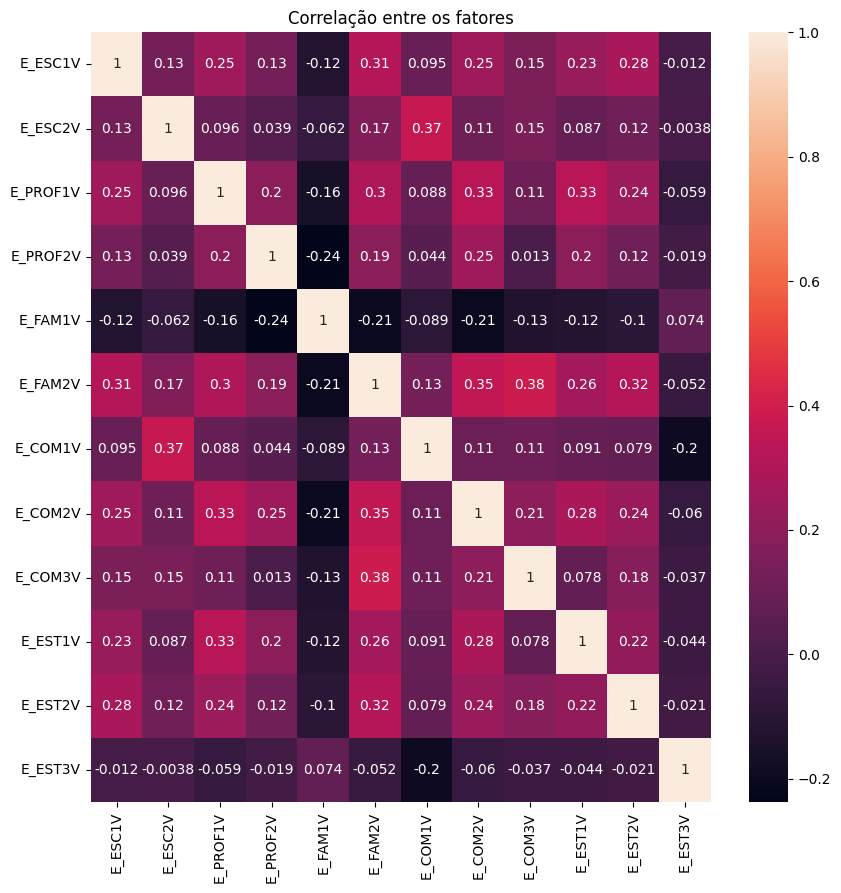 Correlação entre os fatores
E_ESC1V 1 0.13 0.25 0.13 -0.12 0.31 0.095 0.25 0.15 0.23 0.28 -0.012
E_ESC2V 0.13 1 0.096 0.039 -0.062 0.17 0.37 0.11 0.15 0.087 0.12 -0.0038
E_PROF1V 0.25 0.096 1 0.2 -0.16 0.3 0.088 0.33 0.11 0.33 0.24 -0.059
E_PROF2V 0.13 0.039 0.2 1 -0.24 0.19 0.044 0.25 0.013 0.2 0.12 -0.019
E_FAM1V -0.12 -0.062 -0.16 -0.24 1 -0.21 -0.089 -0.21 -0.13 -0.12 -0.1 0.074
E_FAM2V 0.31 0.17 0.3 0.19 -0.21 1 0.13 0.35 0.38 0.26 0.32 -0.052
E_COM1V 0.095 0.37 0.088 0.044 -0.089 0.13 1 0.11 0.11 0.091 0.079 -0.2
E_COM2V 0.25 0.11 0.33 0.25 -0.21 0.35 0.11 1 0.21 0.28 0.24 -0.06
E_COM3V 0.15 0.15 0.11 0.013 -0.13 0.38 0.11 0.21 1 0.078 0.18 -0.037
E_EST1V 0.23 0.087 0.33 0.2 -0.12 0.26 0.091 0.28 0.078 1 0.22 -0.044
E_EST2V 0.28 0.12 0.24 0.12 -0.1 0.32 0.079 0.24 0.18 0.22 1 -0.021
E_EST3V -0.012 -0.0038 -0.059 -0.019 0.074 -0.052 -0.2 -0.06 -0.037 -0.044 -0.021 1
E_ESC1V E_ESC2V E_PROF1V E_PROF2V E_FAM1V E_FAM2V E_COM1V E_COM2V E_COM3V E_EST1V E_EST2V E_EST3V
1.0
0.8
0.6
0.4
0.2
0.0
−0.2